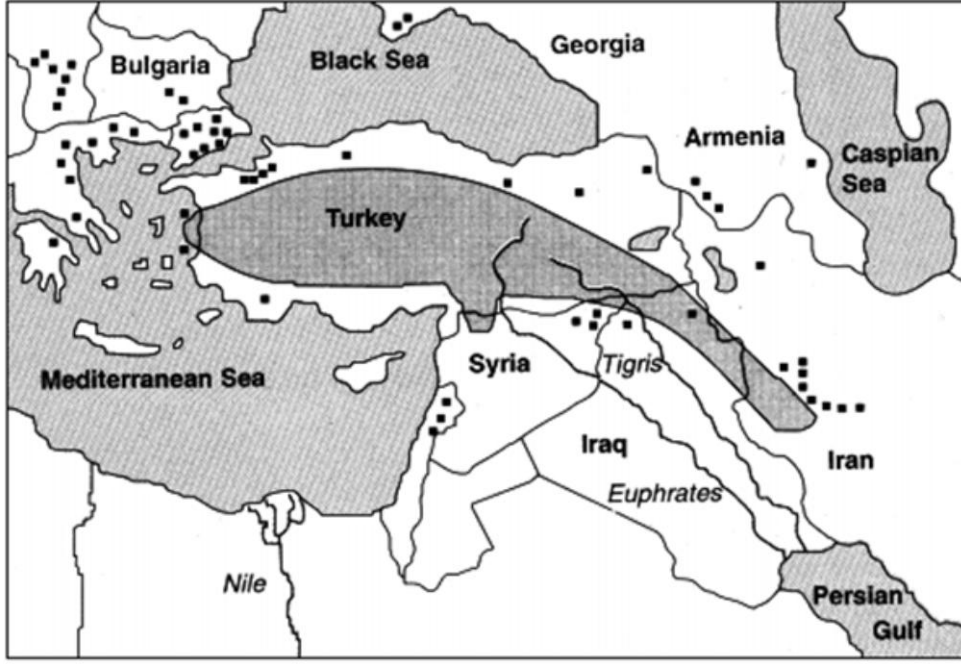 Bulgaria
Black Sea
Georgia
Armenia
Caspian
Sea
Turkey
Mediterranean Sea
Syria
Tigris
Iraq
Iran
Euphrates
Nile
Persian
Gulf